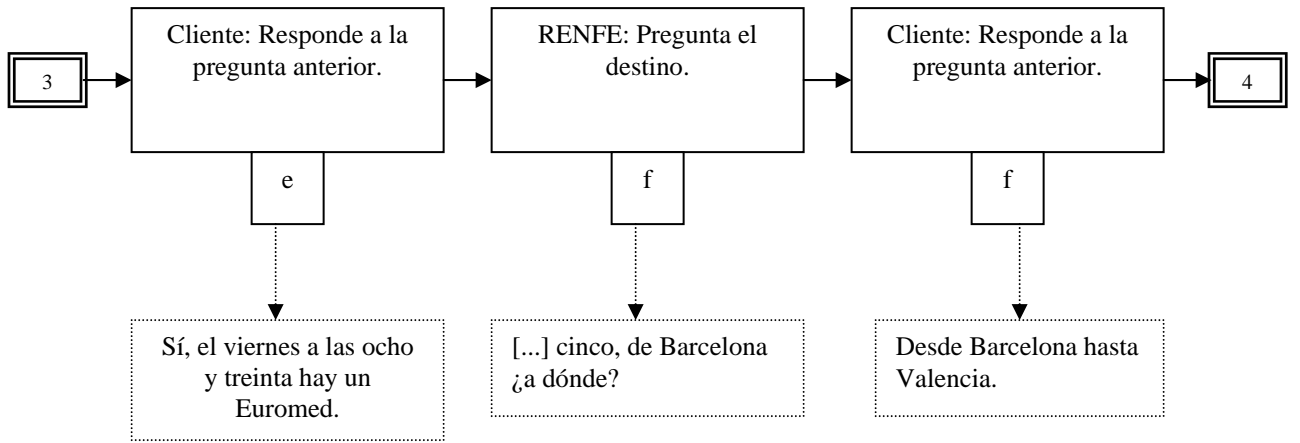 3
Cliente: Responde a la
pregunta anterior.
RENFE: Pregunta el
destino.
Cliente: Responde a la
pregunta anterior.
4
e
f
f
Sí, el viernes a las ocho
y treinta hay un
Euromed.
[...] cinco, de Barcelona
¿a dónde?
Desde Barcelona hasta
Valencia.